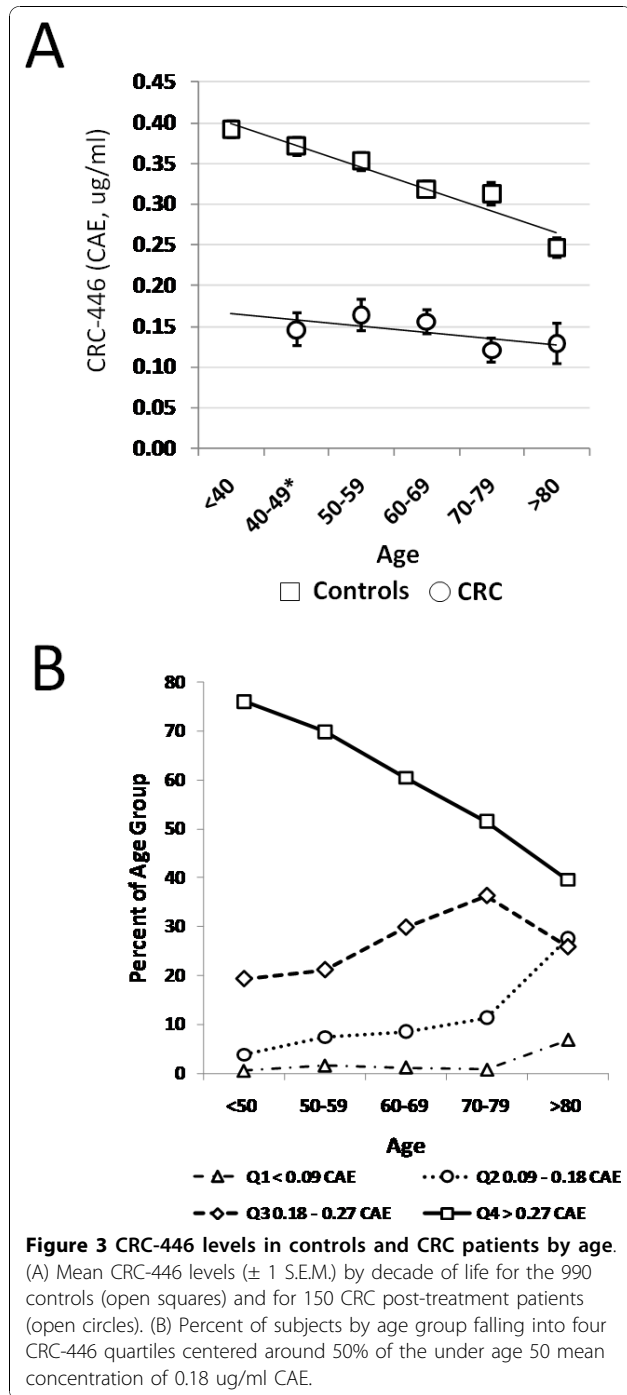 A
0.45
0.40
0.35
0.30
0.25
0.20
0.15
0.10
0.05
0.00
CRC-446 (CAE, ug/ml)
<40
40-49*
50-59
60-69
70-79
>80
Age
Controls
CRC
B
80
70
60
50
40
30
20
10
0
Percent of Age Group
<50
50-59
60-69
70-79
>80
Age
Q1 < 0.09 CAE
Q2 0.09 - 0.18 CAE
Q3 0.18 - 0.27 CAE
Q4 > 0.27 CAE
Figure 3 CRC-446 levels in controls and CRC patients by age.
(A) Mean CRC-446 levels (± 1 S.E.M.) by decade of life for the 990
controls (open squares) and for 150 CRC post-treatment patients
(open circles). (B) Percent of subjects by age group falling into four
CRC-446 quartiles centered around 50% of the under age 50 mean
concentration of 0.18 ug/ml CAE.